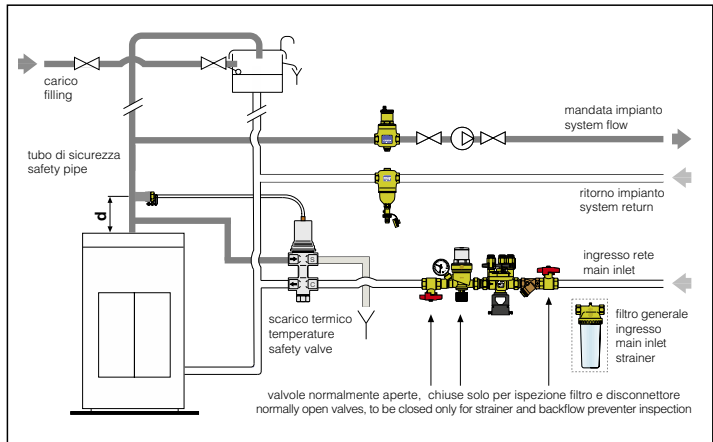 carico
filling
mandata impianto
system flow
tubo di sicurezza
safety pipe
d
ritorno impianto
system return
S
C
ingresso rete
main inlet
scarico termico
temperature
safety valve
filtro generale
ingresso
main inlet
strainer
valvole normalmente aperte, chiuse solo per ispezione filtro e disconnettore
normally open valves, to be closed only for strainer and backflow preventer inspection